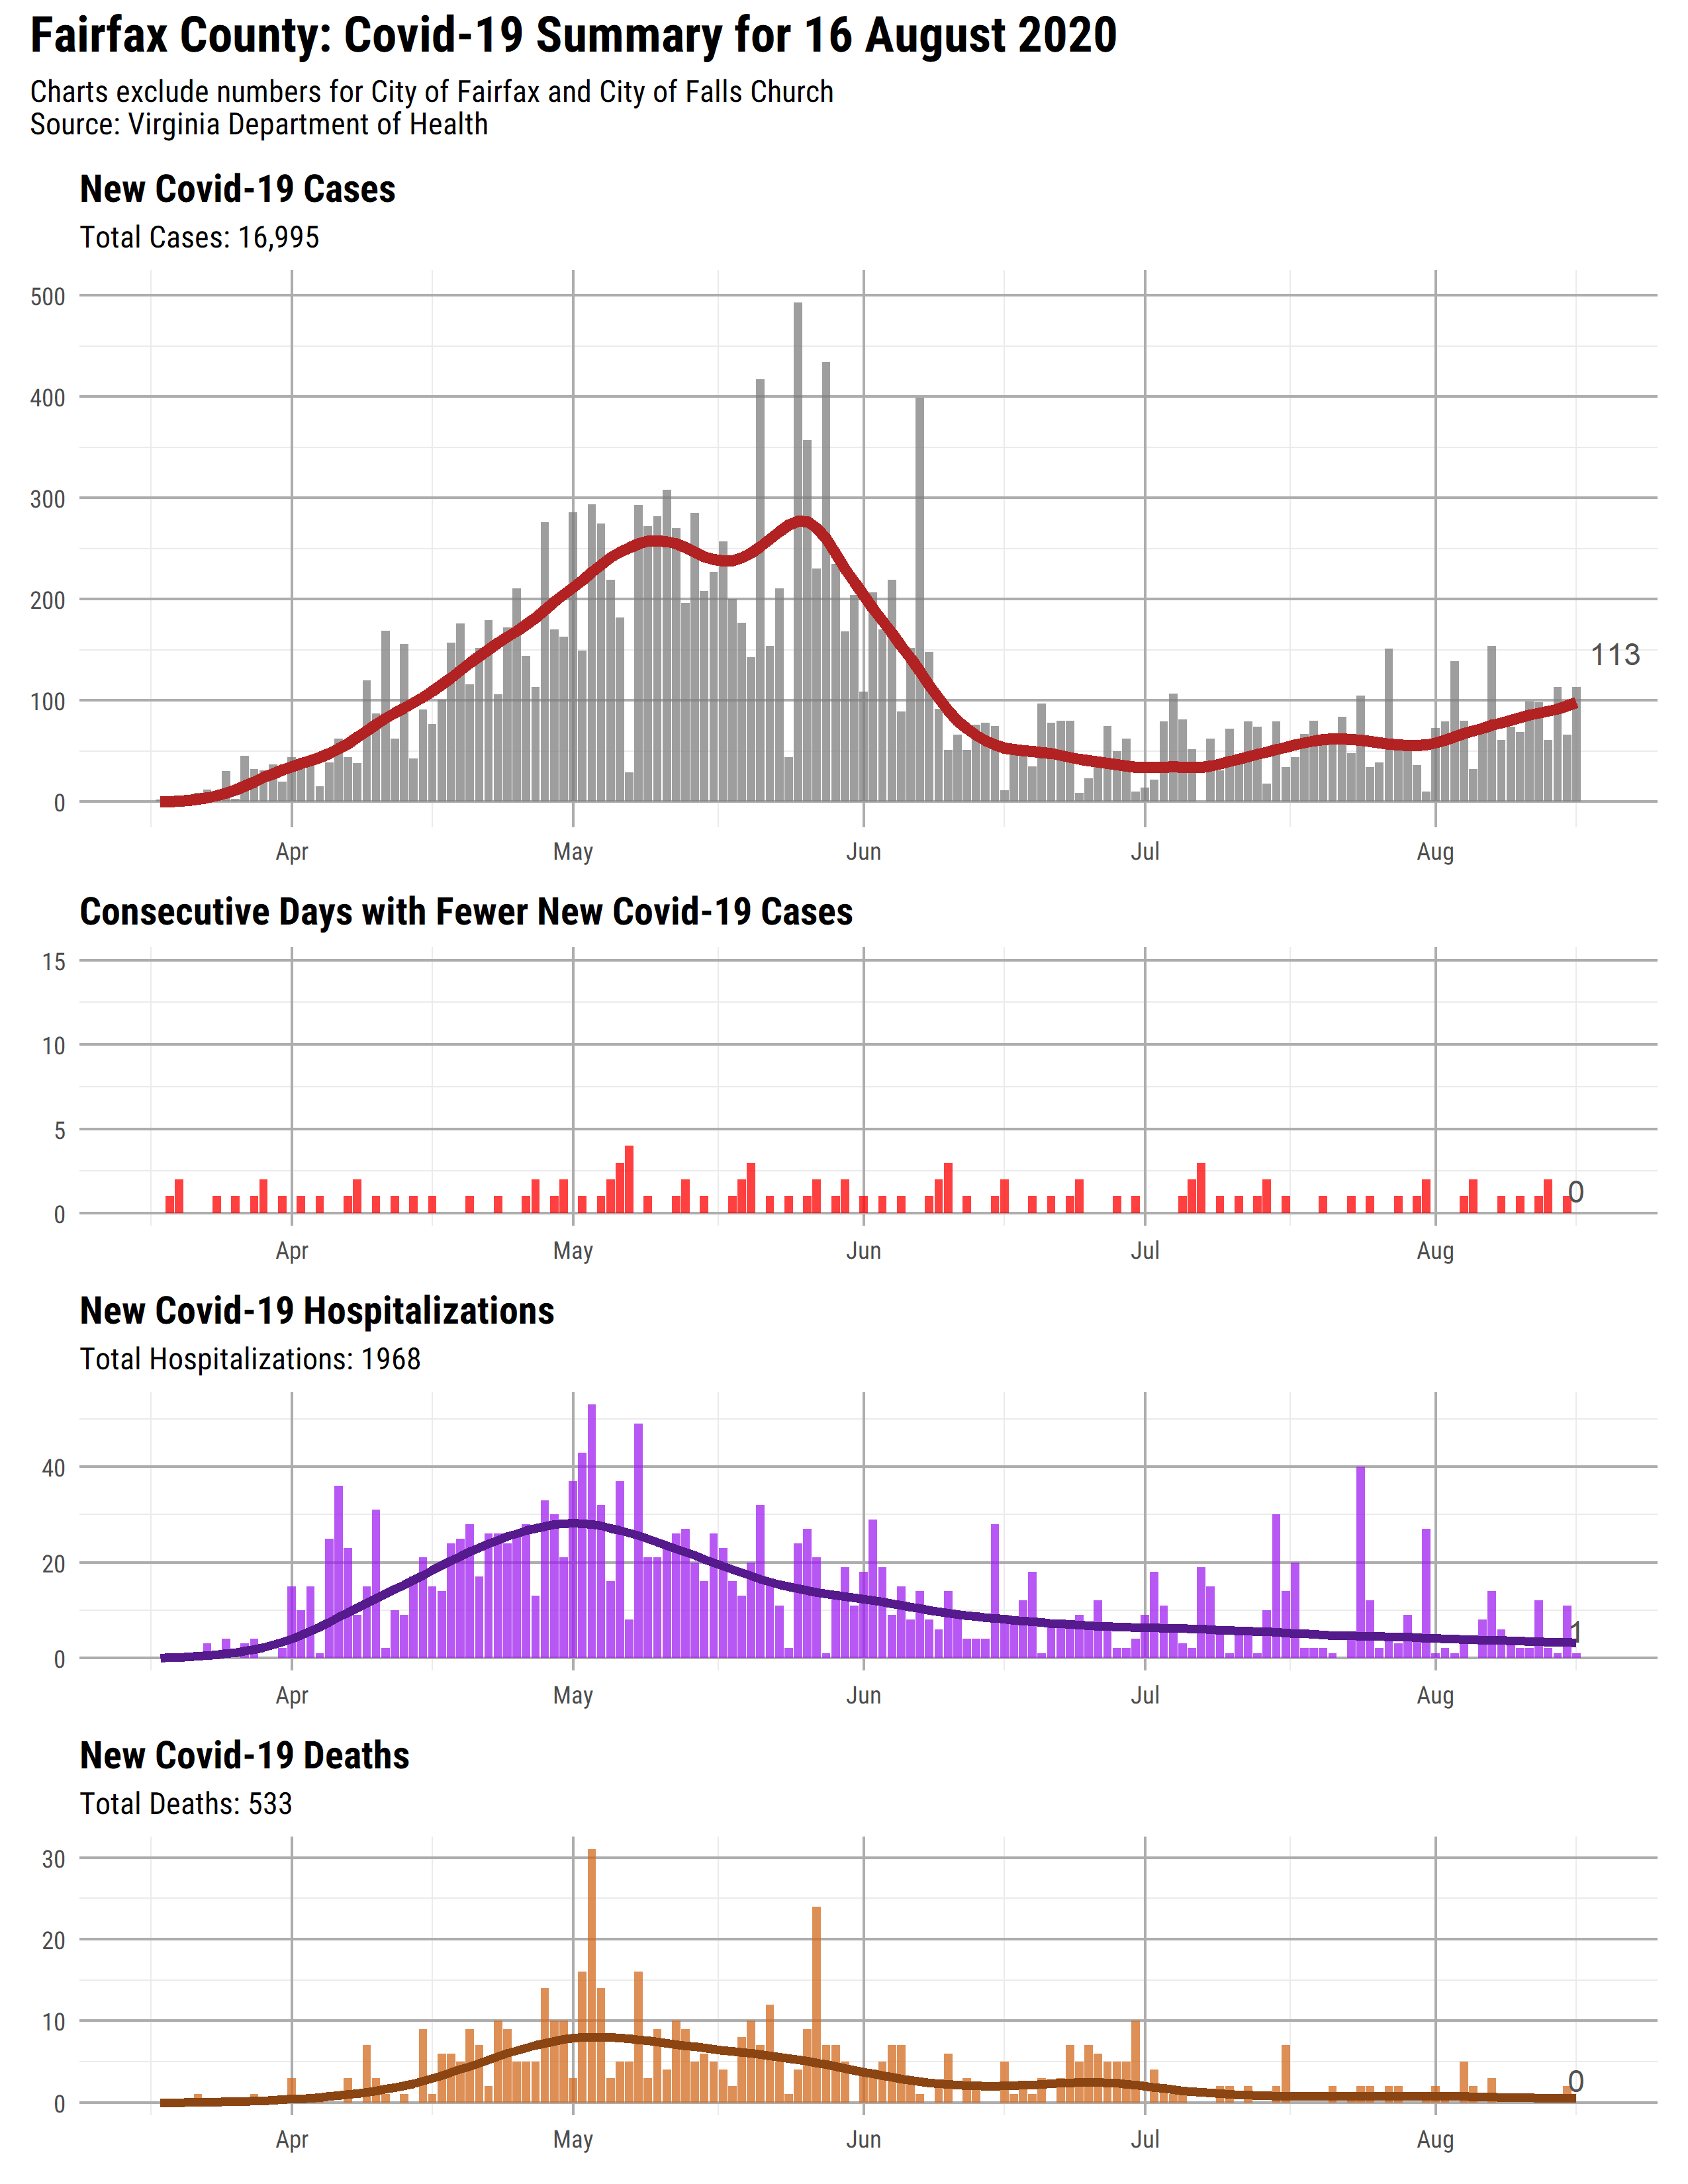 Fairfax County: Covid-19 Summary for 16 August 2020
Charts exclude numbers for City of Fairfax and City of Falls Church
Source: Virginia Department of Health
New Covid-19 Cases
Total Cases: 16,995
500
400
300
200
100
0
113
Apr May Jun Jul Aug
Consecutive Days with Fewer New Covid-19 Cases
15
10
5
0
0
Apr May Jun Jul Aug
New Covid-19 Hospitalizations
Total Hospitalizations: 1968
40
20
0
1
Apr May Jun Jul Aug
New Covid-19 Deaths
Total Deaths: 533
30
20
10
0
0
Apr May Jun Jul Aug